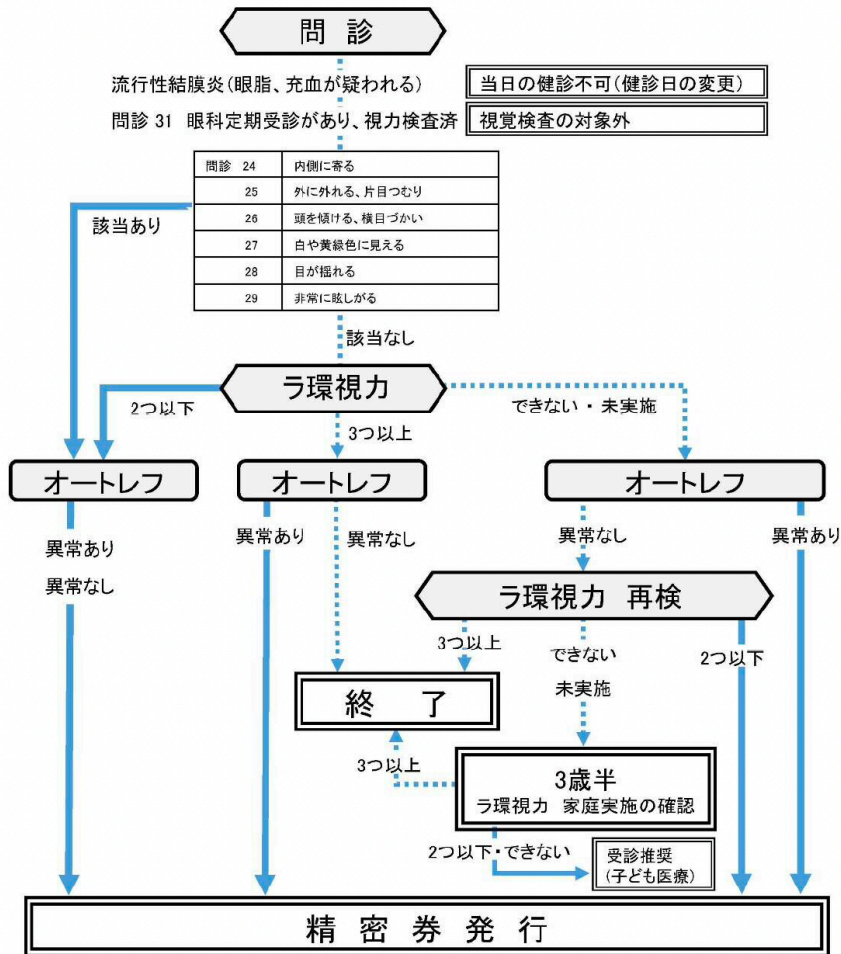 問 診
流行性結膜炎(眼脂、充血が疑われる)
当日の健診不可(健診日の変更)
問診 31 眼科定期受診があり、視力検査済
視覚検査の対象外
問診 24 内側に寄る
25 外に外れる、片目つむり
26 頭を傾ける、横目づかい
27 白や黄緑色に見える
28 目が揺れる
29 非常に眩しがる
該当あり
該当なし
ラ環視力
2つ以下
3つ以上
できない ・ 未実施
オートレフ
オートレフ
オートレフ
異常あり
異常なし
異常あり
異常なし
異常なし
異常あり
ラ環視力 再検
3つ以上
できない
未実施
2つ以下
終 了
3つ以上
3歳半
ラ環視力 家庭実施の確認
2つ以下・できない
受診推奨
(子ども医療)
精 密 券 発 行